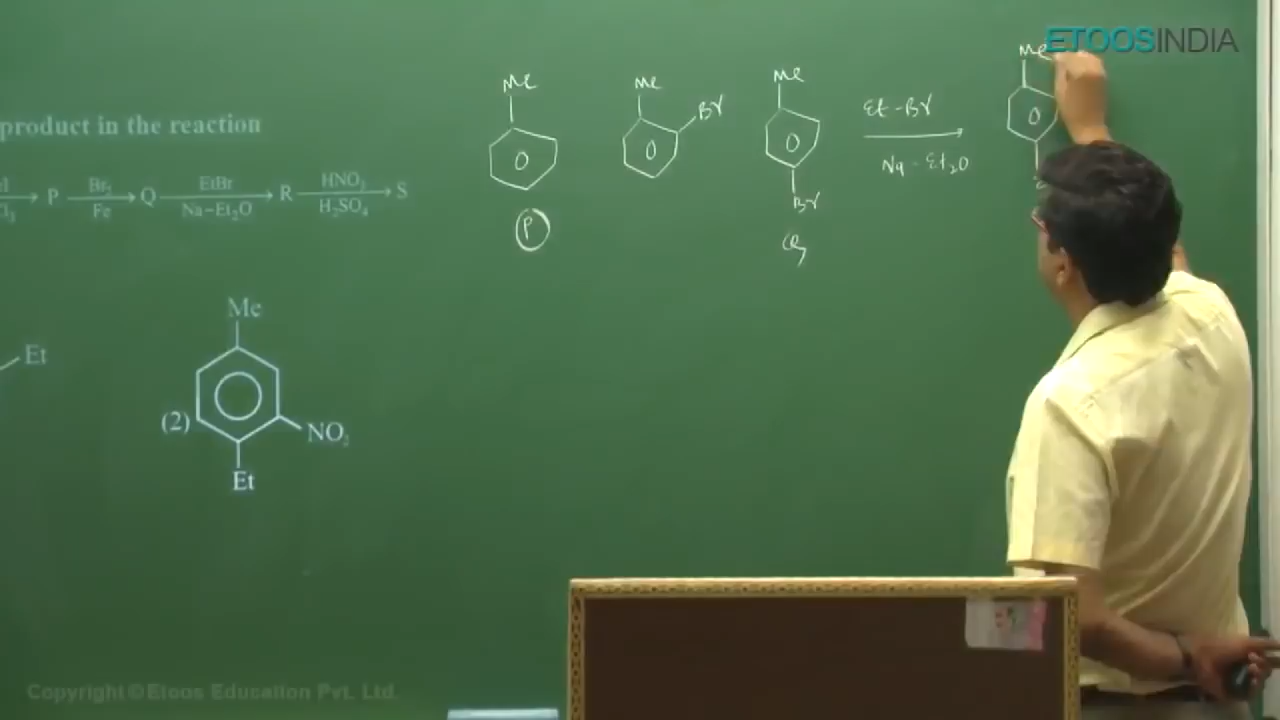 ETOOSINDIA
product in the reaction
P Br₂ Fe Q EtBr Na–Et₂O R HNO₃ H₂SO₄ S
Me Me Br Me Br Et-Br Na-Et₂O Me
P Q
Et
Me
(2) NO₂
Et
Copyright © Etoos Education Pvt. Ltd.